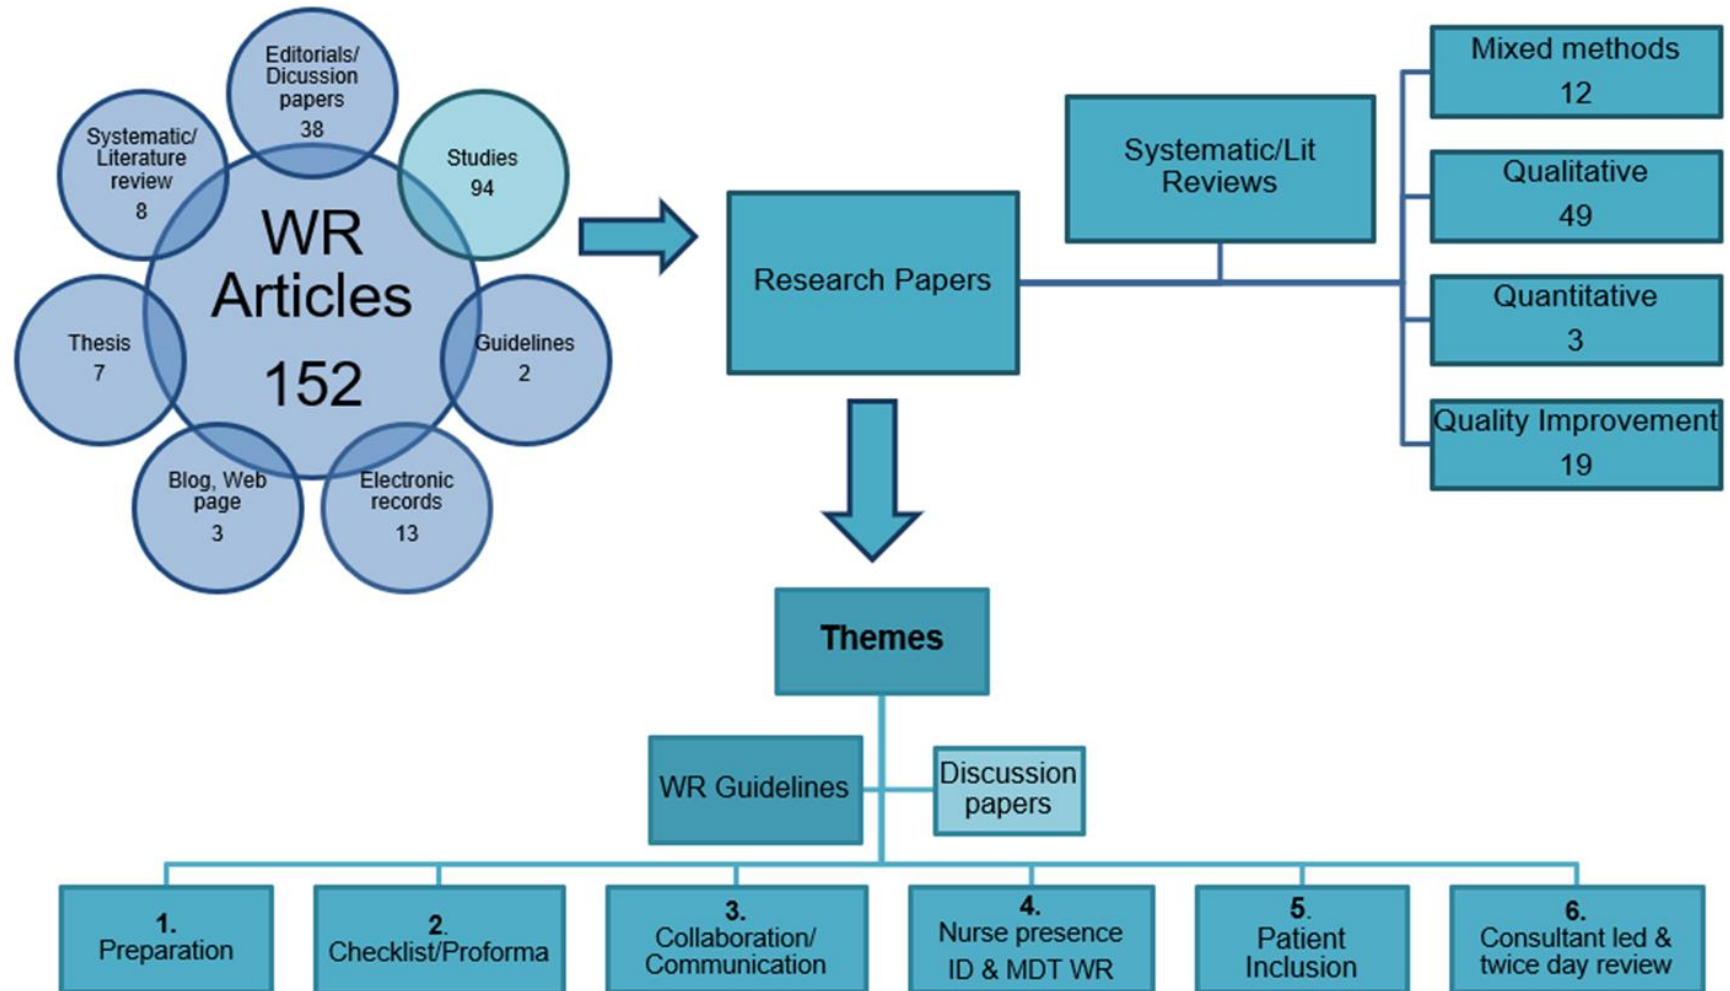 Editorials/
Dicussion
papers
38
Systematic/
Literature
review
8
Studies
94
WR
Articles
152
Thesis
7
Guidelines
2
Blog, Web
page
3
Electronic
records
13
Research Papers
Systematic/Lit
Reviews
Mixed methods
12
Qualitative
49
Quantitative
3
Quality Improvement
19
Themes
WR Guidelines
Discussion
papers
1.
Preparation
2.
Checklist/Proforma
3.
Collaboration/
Communication
4.
Nurse presence
ID & MDT WR
5.
Patient
Inclusion
6.
Consultant led &
twice day review